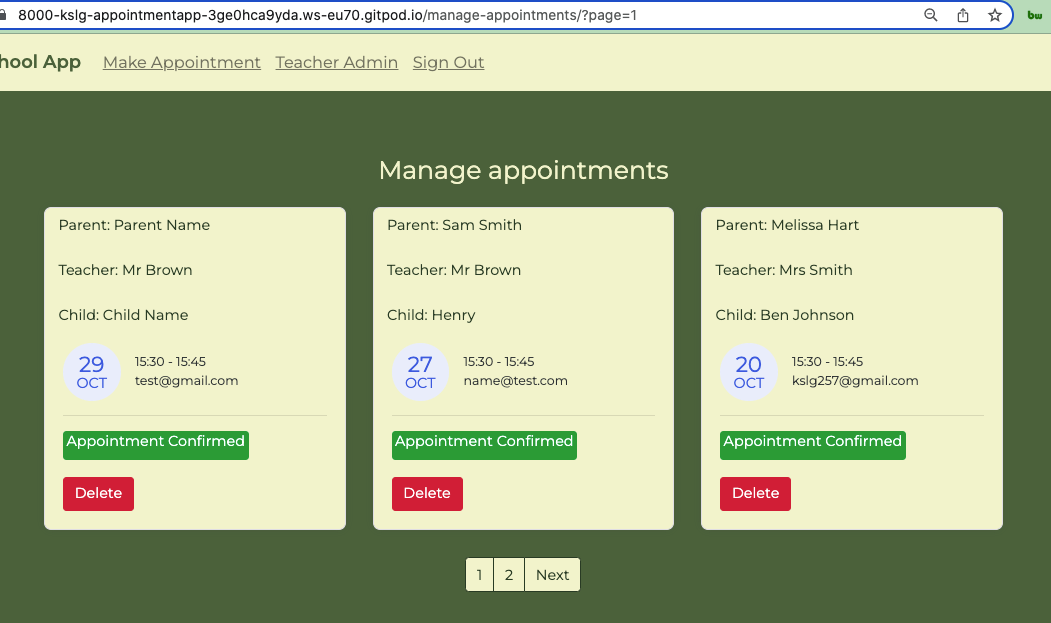 8000-kslg-appointmentapp-3ge0hca9yda.ws-eu70.gitpod.io/manage-appointments/?page=1
bw
hool App Make Appointment Teacher Admin Sign Out
Manage appointments
Parent: Parent Name
Teacher: Mr Brown
Child: Child Name
29
OCT
15:30 - 15:45
test@gmail.com
Appointment Confirmed
Delete
Parent: Sam Smith
Teacher: Mr Brown
Child: Henry
27
OCT
15:30 - 15:45
name@test.com
Appointment Confirmed
Delete
Parent: Melissa Hart
Teacher: Mrs Smith
Child: Ben Johnson
20
OCT
15:30 - 15:45
kslg257@gmail.com
Appointment Confirmed
Delete
1 2 Next